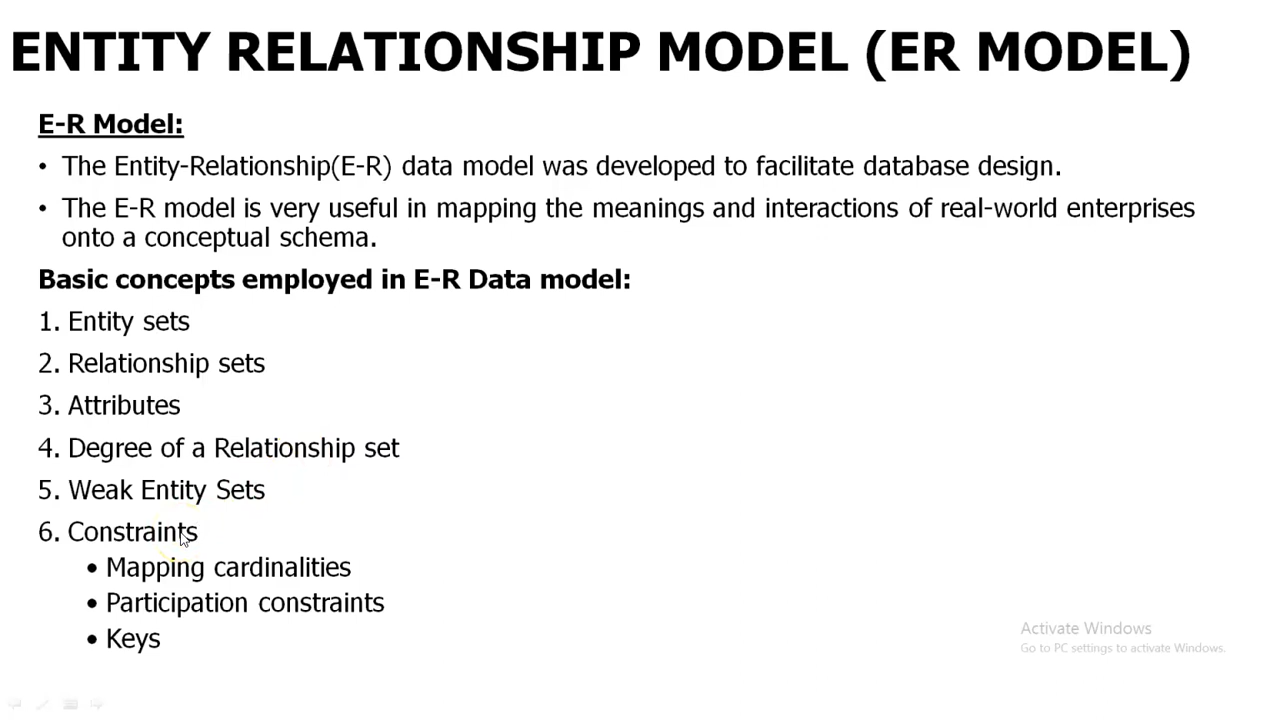 ENTITY RELATIONSHIP MODEL (ER MODEL)
E-R Model:
• The Entity-Relationship(E-R) data model was developed to facilitate database design.
• The E-R model is very useful in mapping the meanings and interactions of real-world enterprises
onto a conceptual schema.
Basic concepts employed in E-R Data model:
1. Entity sets
2. Relationship sets
3. Attributes
4. Degree of a Relationship set
5. Weak Entity Sets
6. Constraints
• Mapping cardinalities
• Participation constraints
• Keys
Activate Windows
Go to PC settings to activate Windows.